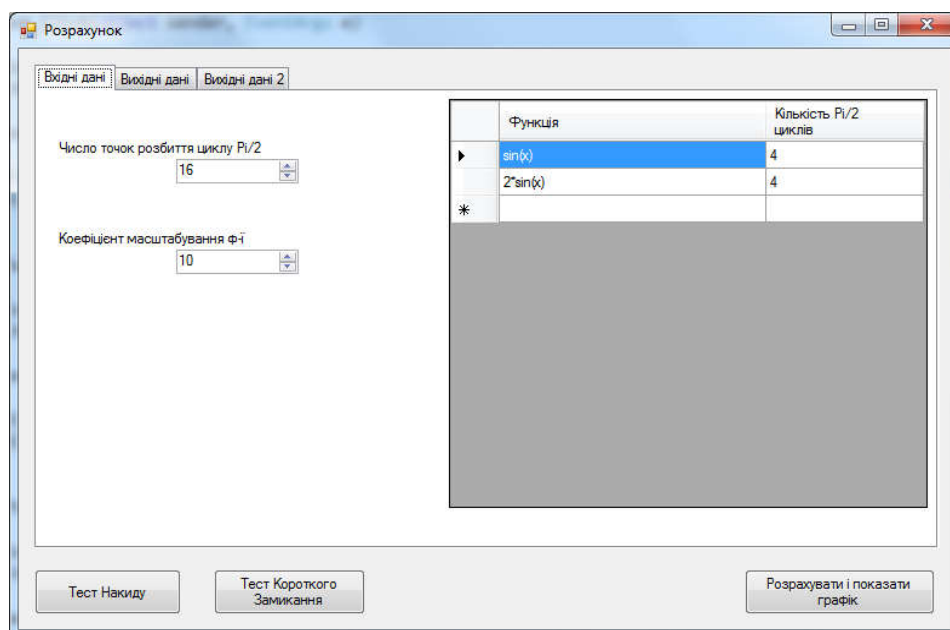 Розрахунок
Вхідні дані
Вихідні дані
Вихідні дані 2
Число точок розбиття циклу Pi/2
16
Коефіцієнт масштабування ф-ї
10
Функція
Кількість Pi/2
циклів
sin(x)
4
2*sin(x)
4
Тест Накиду
Тест Короткого
Замикання
Розрахувати і показати
графік